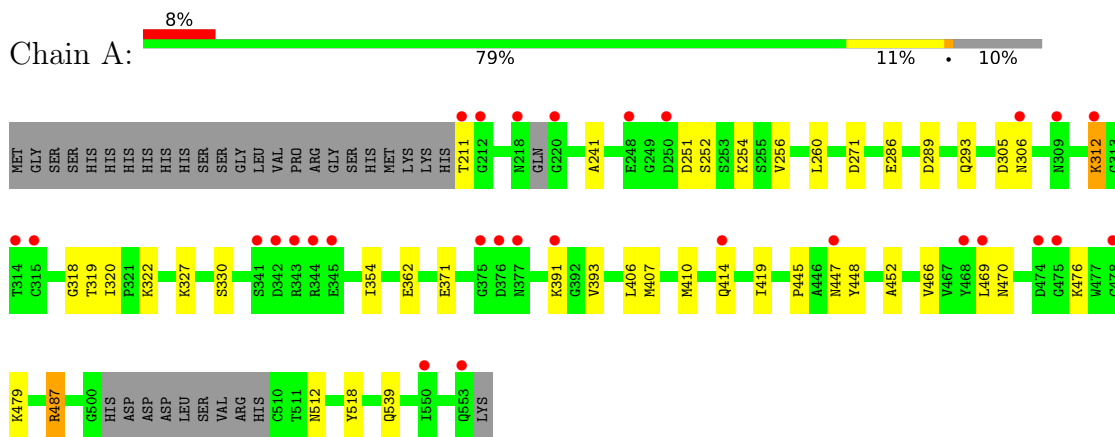 Chain A: 8% 79% 11% • 10%
MET GLY SER SER HIS HIS HIS HIS HIS HIS SER SER GLY LEU VAL PRO ARG GLY SER HIS MET LYS LYS HIS T211 G212 N218 GLN G220 A241 E248 G249 D250 D251 S252 S253 K254 S255 V256 L260 D271 E286 D289 Q293 D305 N306 N309 K312 G313
T314 C315 G318 T319 I320 P321 K322 K327 S330 S341 D342 R343 R344 E345 I354 E362 E371 G375 D376 N377 K391 G392 V393 L406 M407 M410 Q414 I419 P445 A446 N447 Y448 A452 V466 V467 Y468 L469 N470 D474 G475 K476 W477 G478
K479 R487 G500 HIS ASP ASP ASP LEU SER VAL ARG HIS C510 T511 N512 Y518 Q539 I550 Q553 LYS